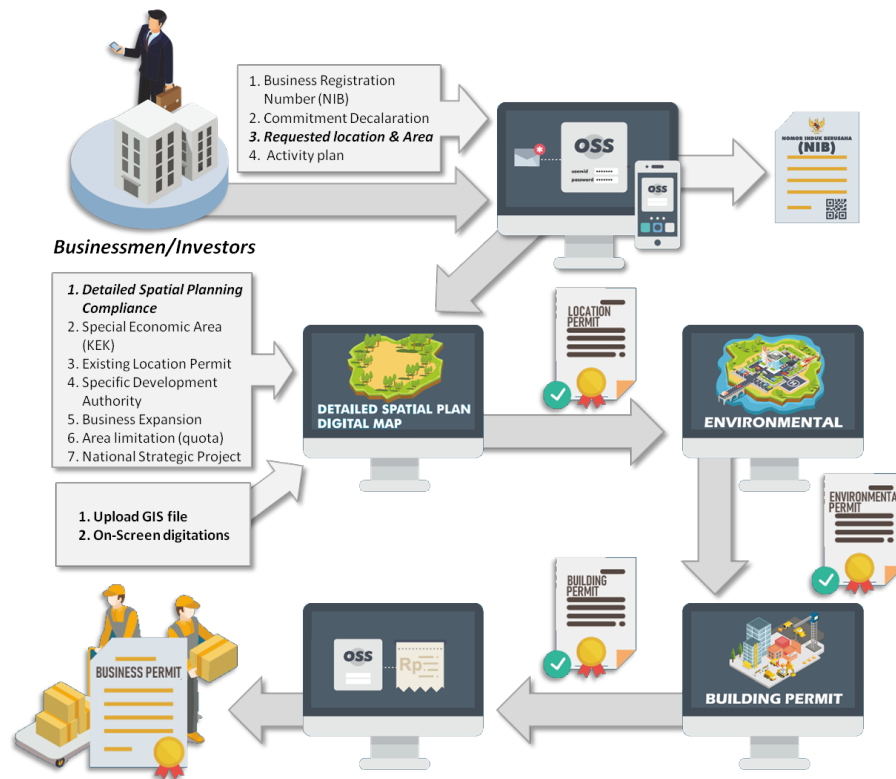 1. Business Registration
Number (NIB)
2. Commitment Decalaration
3. Requested location & Area
4. Activity plan
OSS
userid
password
OSS
NOMOR INDUK BERUSAHA
(NIB)
Businessmen/Investors
1. Detailed Spatial Planning
Compliance
2. Special Economic Area
(KEK)
3. Existing Location Permit
4. Specific Development
Authority
5. Business Expansion
6. Area limitation (quota)
7. National Strategic Project
1. Upload GIS file
2. On-Screen digitations
DETAILED SPATIAL PLAN
DIGITAL MAP
LOCATION
PERMIT
ENVIRONMENTAL
ENVIRONMENTA
PERMIT
BUILDING PERMIT
BUILDING
PERMIT
OSS
Rp
BUSINESS PERMIT